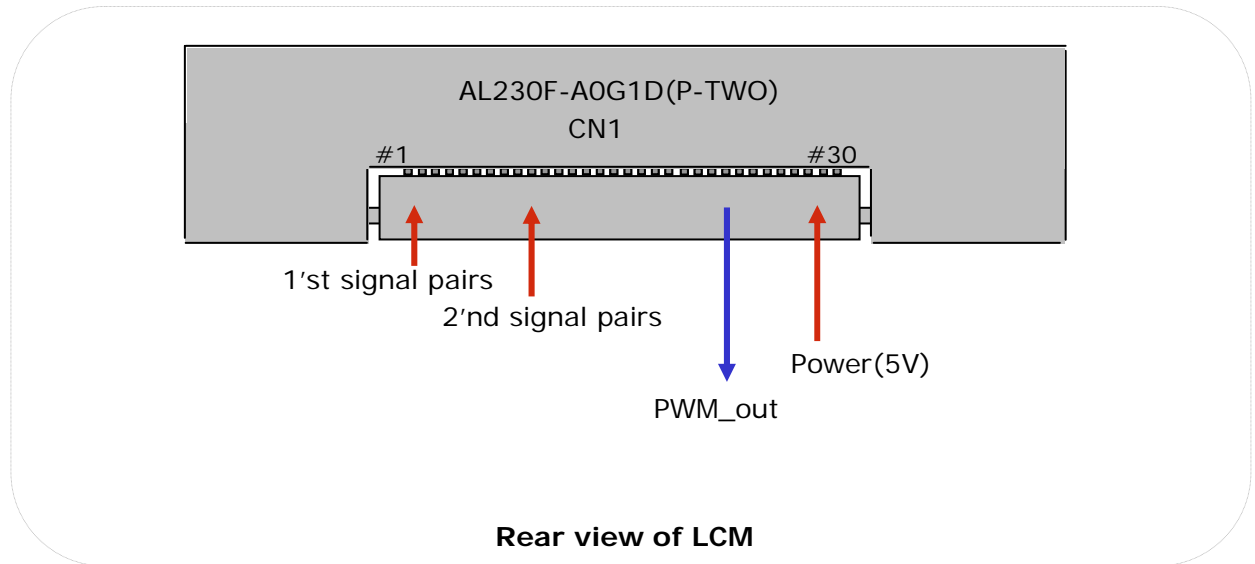 AL230F-A0G1D(P-TWO)
CN1
#1
#30
1’st signal pairs
2’nd signal pairs
Power(5V)
PWM_out
Rear view of LCM